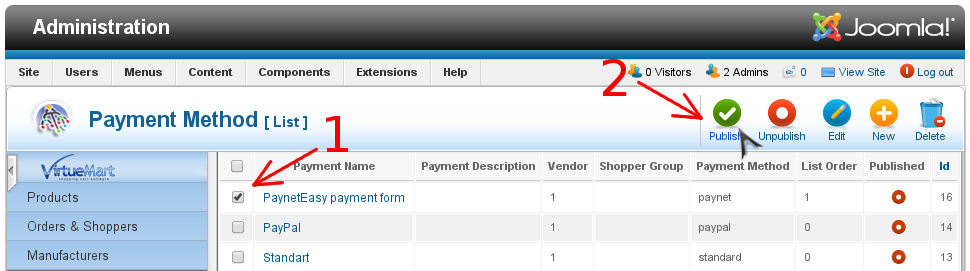 Administration
Joomla!®
Site Users Menus Content Components Extensions Help 0 Visitors 2 Admins 0 View Site Log out
2
Payment Method [ List ]
Publish Unpublish Edit New Delete
1
VirtueMart
Payment Name Payment Description Vendor Shopper Group Payment Method List Order Published Id
Products
PaynetEasy payment form 1 paynet 1 16
Orders & Shoppers
PayPal 1 paypal 0 14
Manufacturers
Standart 1 standard 0 13